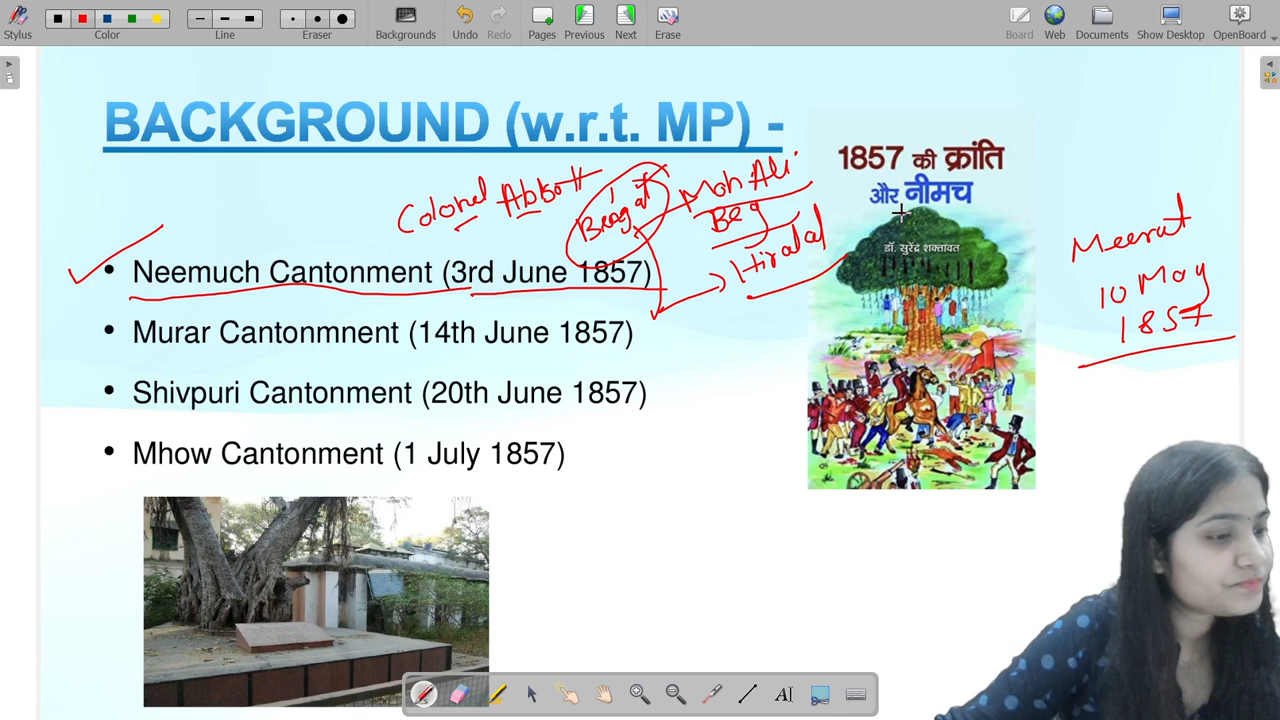 Stylus
Color
Line
Eraser
Backgrounds
Undo
Redo
Pages
Previous
Next
Erase
Board
Web
Documents
Show Desktop
OpenBoard
BACKGROUND (w.r.t. MP) -
Colonel Abbott
Moh. Ali
Beg
Hiralal
• Neemuch Cantonment (3rd June 1857)
• Murar Cantonmnent (14th June 1857)
• Shivpuri Cantonment (20th June 1857)
• Mhow Cantonment (1 July 1857)
1857 की क्रांति
और नीमच
डॉ. सुरेंद्र शक्तावत
Meerut
10 May
1857
AI